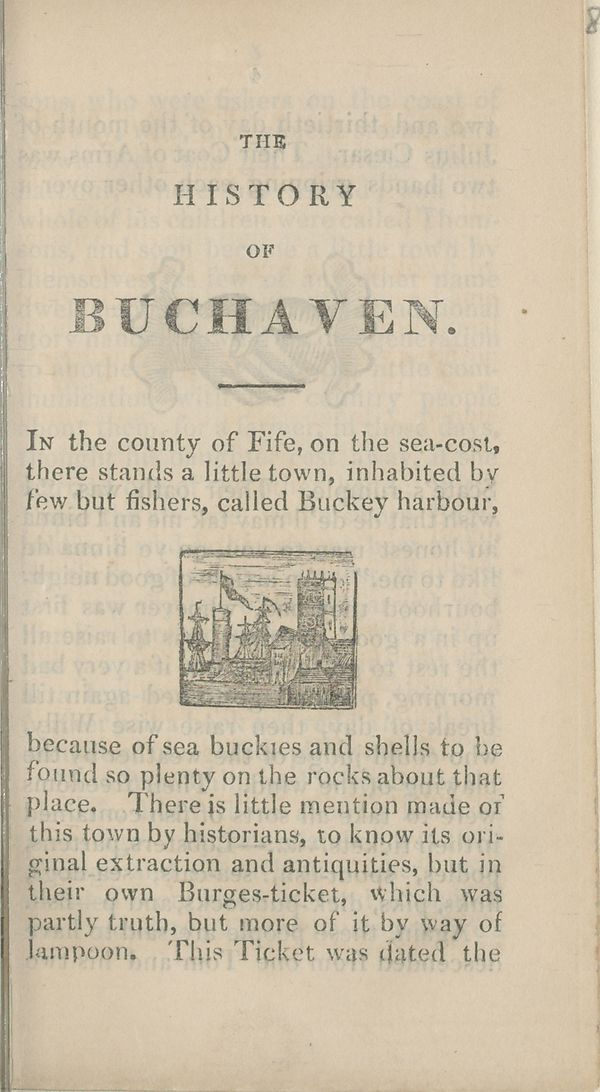 THE
HISTORY
OF
BUCHAVEN.
IN the county of Fife, on the sea-cost,
there stands a little town, inhabited by
few but fishers, called Buckey harbour,
because of sea buckies and shells to be
found so plenty on the rocks about that
place. There is little mention made of
this town by historians, to know its ori-
ginal extraction and antiquities, but in
their own Burges-ticket, which was
partly truth, but more of it by way of
lampoon. This Ticket was dated the